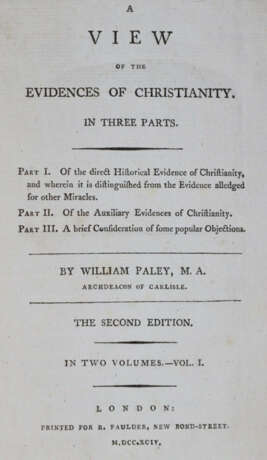 A
VIEW
OF THE
EVIDENCES OF CHRISTIANITY.
IN THREE PARTS.
PART I. Of the direct Hiſtorical Evidence of Chriſtianity,
and wherein it is diſtinguiſhed from the Evidence alledged
for other Miracles.
PART II. Of the Auxiliary Evidences of Chriſtianity.
PART III. A brief Conſideration of ſome popular Objections.
BY WILLIAM PALEY, M. A.
ARCHDEACON OF CARLISLE.
THE SECOND EDITION.
IN TWO VOLUMES.—VOL. I.
LONDON:
PRINTED FOR R. FAULDER, NEW BOND-STREET.
M,DCC,XCIV.